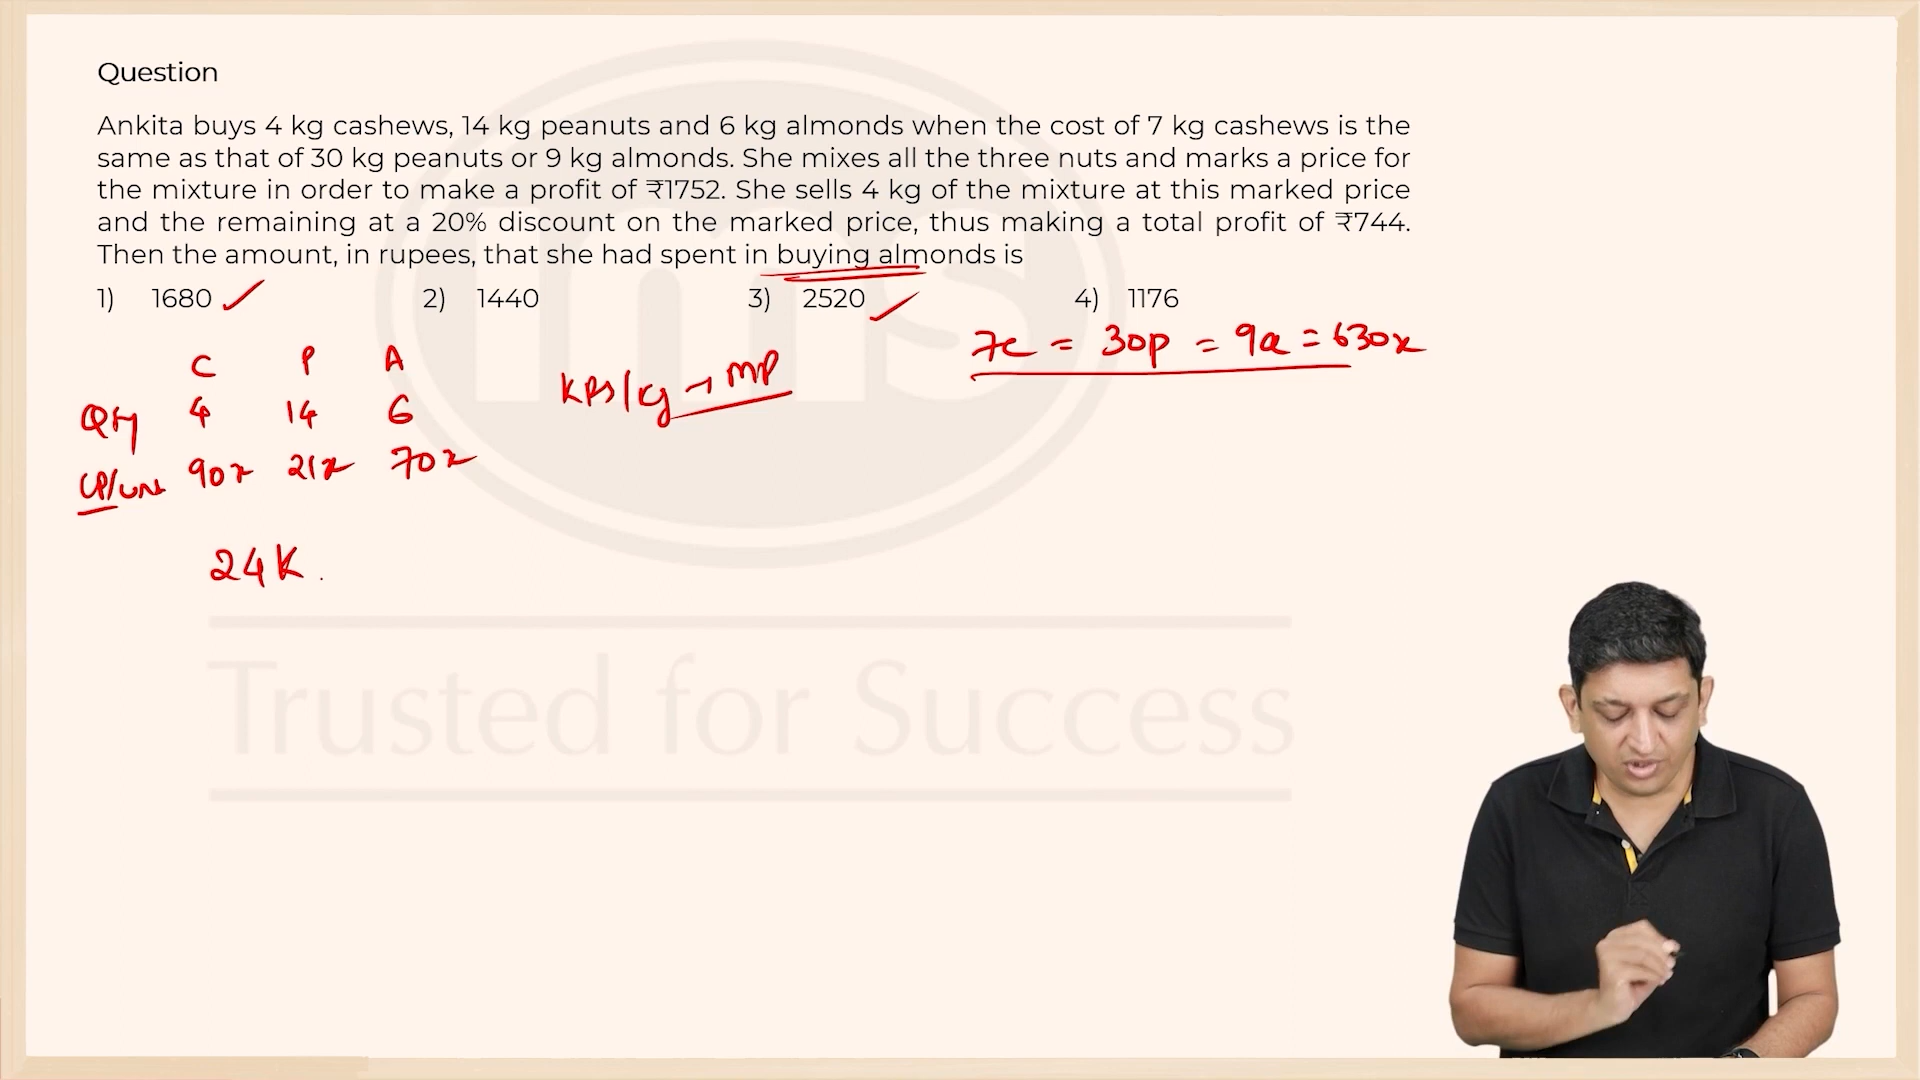 Question
Ankita buys 4 kg cashews, 14 kg peanuts and 6 kg almonds when the cost of 7 kg cashews is the
same as that of 30 kg peanuts or 9 kg almonds. She mixes all the three nuts and marks a price for
the mixture in order to make a profit of ₹1752. She sells 4 kg of the mixture at this marked price
and the remaining at a 20% discount on the marked price, thus making a total profit of ₹744.
Then the amount, in rupees, that she had spent in buying almonds is
1) 1680 ✓ 2) 1440 3) 2520 ✓ 4) 1176
7c = 30p = 9a = 630x
C P A
K Rs/kg → MP
Qty 4 14 6
CP/unit 90x 21x 70x
24K.
ims
Trusted for Success